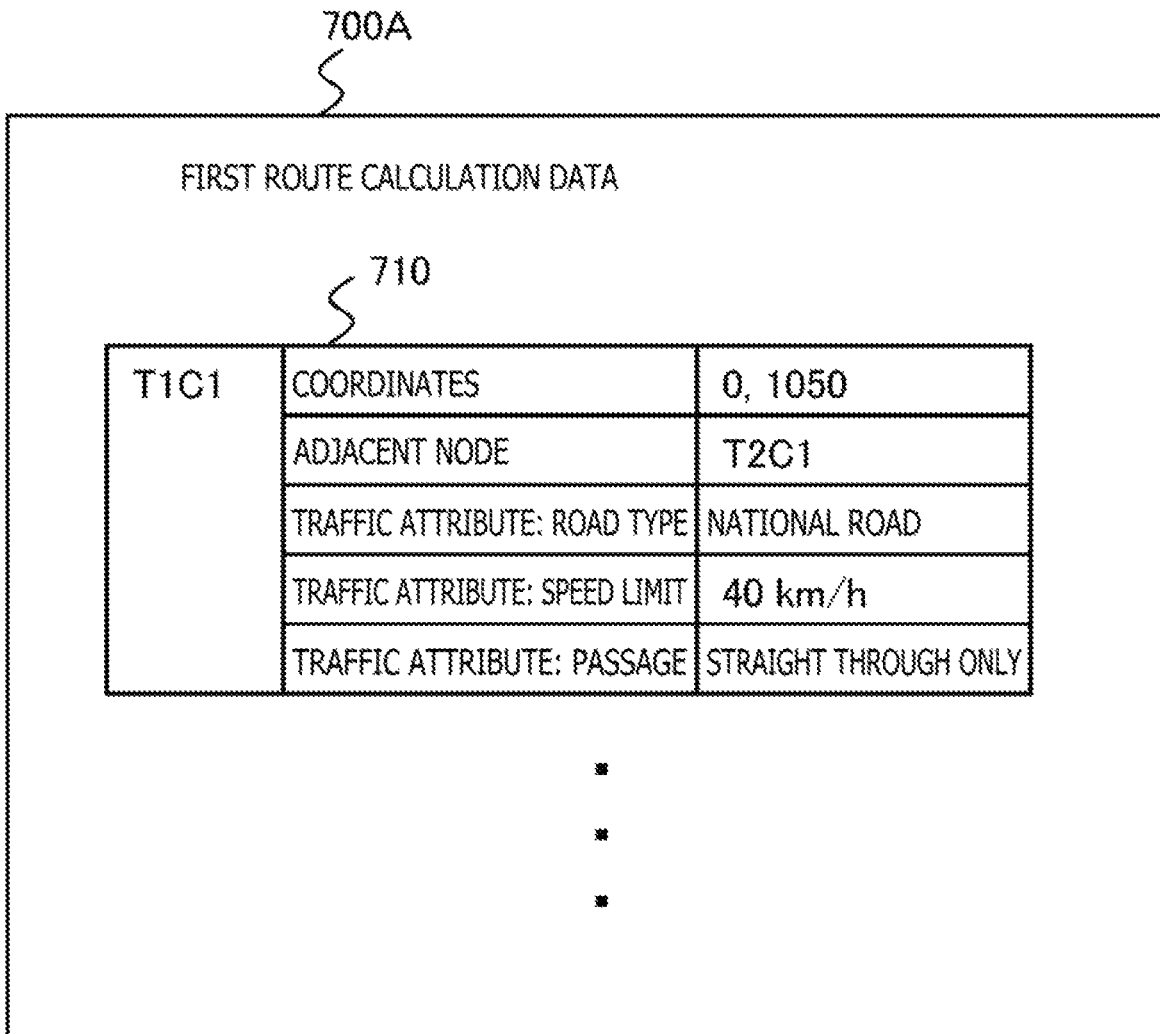 700A
FIRST ROUTE CALCULATION DATA
710
T1C1 COORDINATES 0, 1050
ADJACENT NODE T2C1
TRAFFIC ATTRIBUTE: ROAD TYPE NATIONAL ROAD
TRAFFIC ATTRIBUTE: SPEED LIMIT 40 km/h
TRAFFIC ATTRIBUTE: PASSAGE STRAIGHT THROUGH ONLY